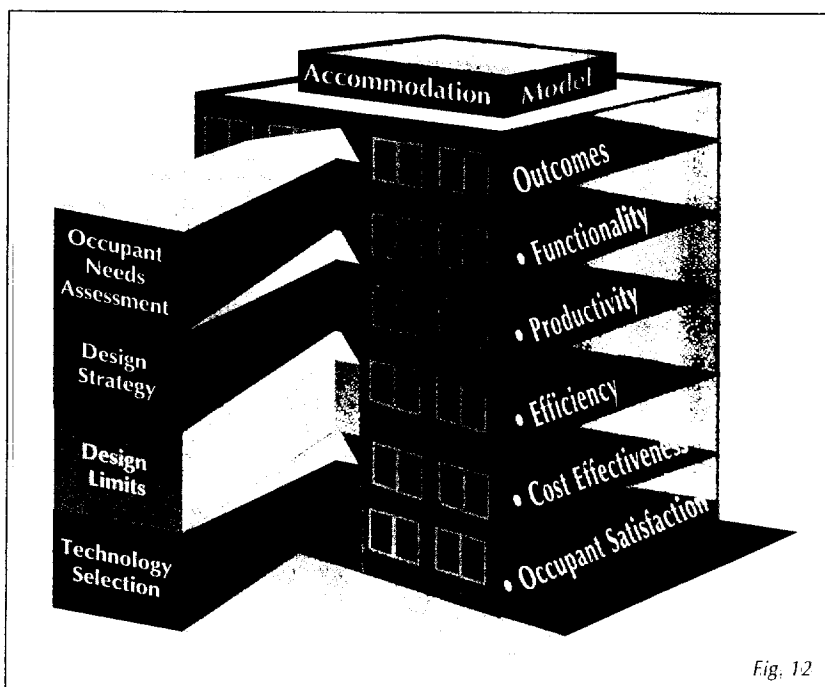 Accommodation Model
Occupant
Needs
Assessment
Design
Strategy
Design
Limits
Technology
Selection
Outcomes
• Functionality
• Productivity
• Efficiency
• Cost Effectiveness
• Occupant Satisfaction
Fig. 12